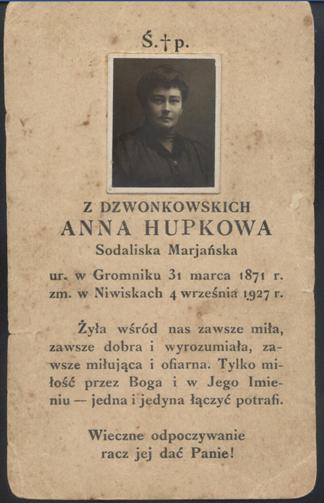 Ś.†p.
Z DZWONKOWSKICH
ANNA HUPKOWA
Sodaliska Marjańska
ur. w Gromniku 31 marca 1871 r.
zm. w Niwiskach 4 września 1927 r.
Żyła wśród nas zawsze miła,
zawsze dobra i wyrozumiała, za-
wsze miłująca i ofiarna. Tylko mi-
łość przez Boga i w Jego Imie-
niu — jedna i jedyna łączyć potrafi.
Wieczne odpoczywanie
racz jej dać Panie!